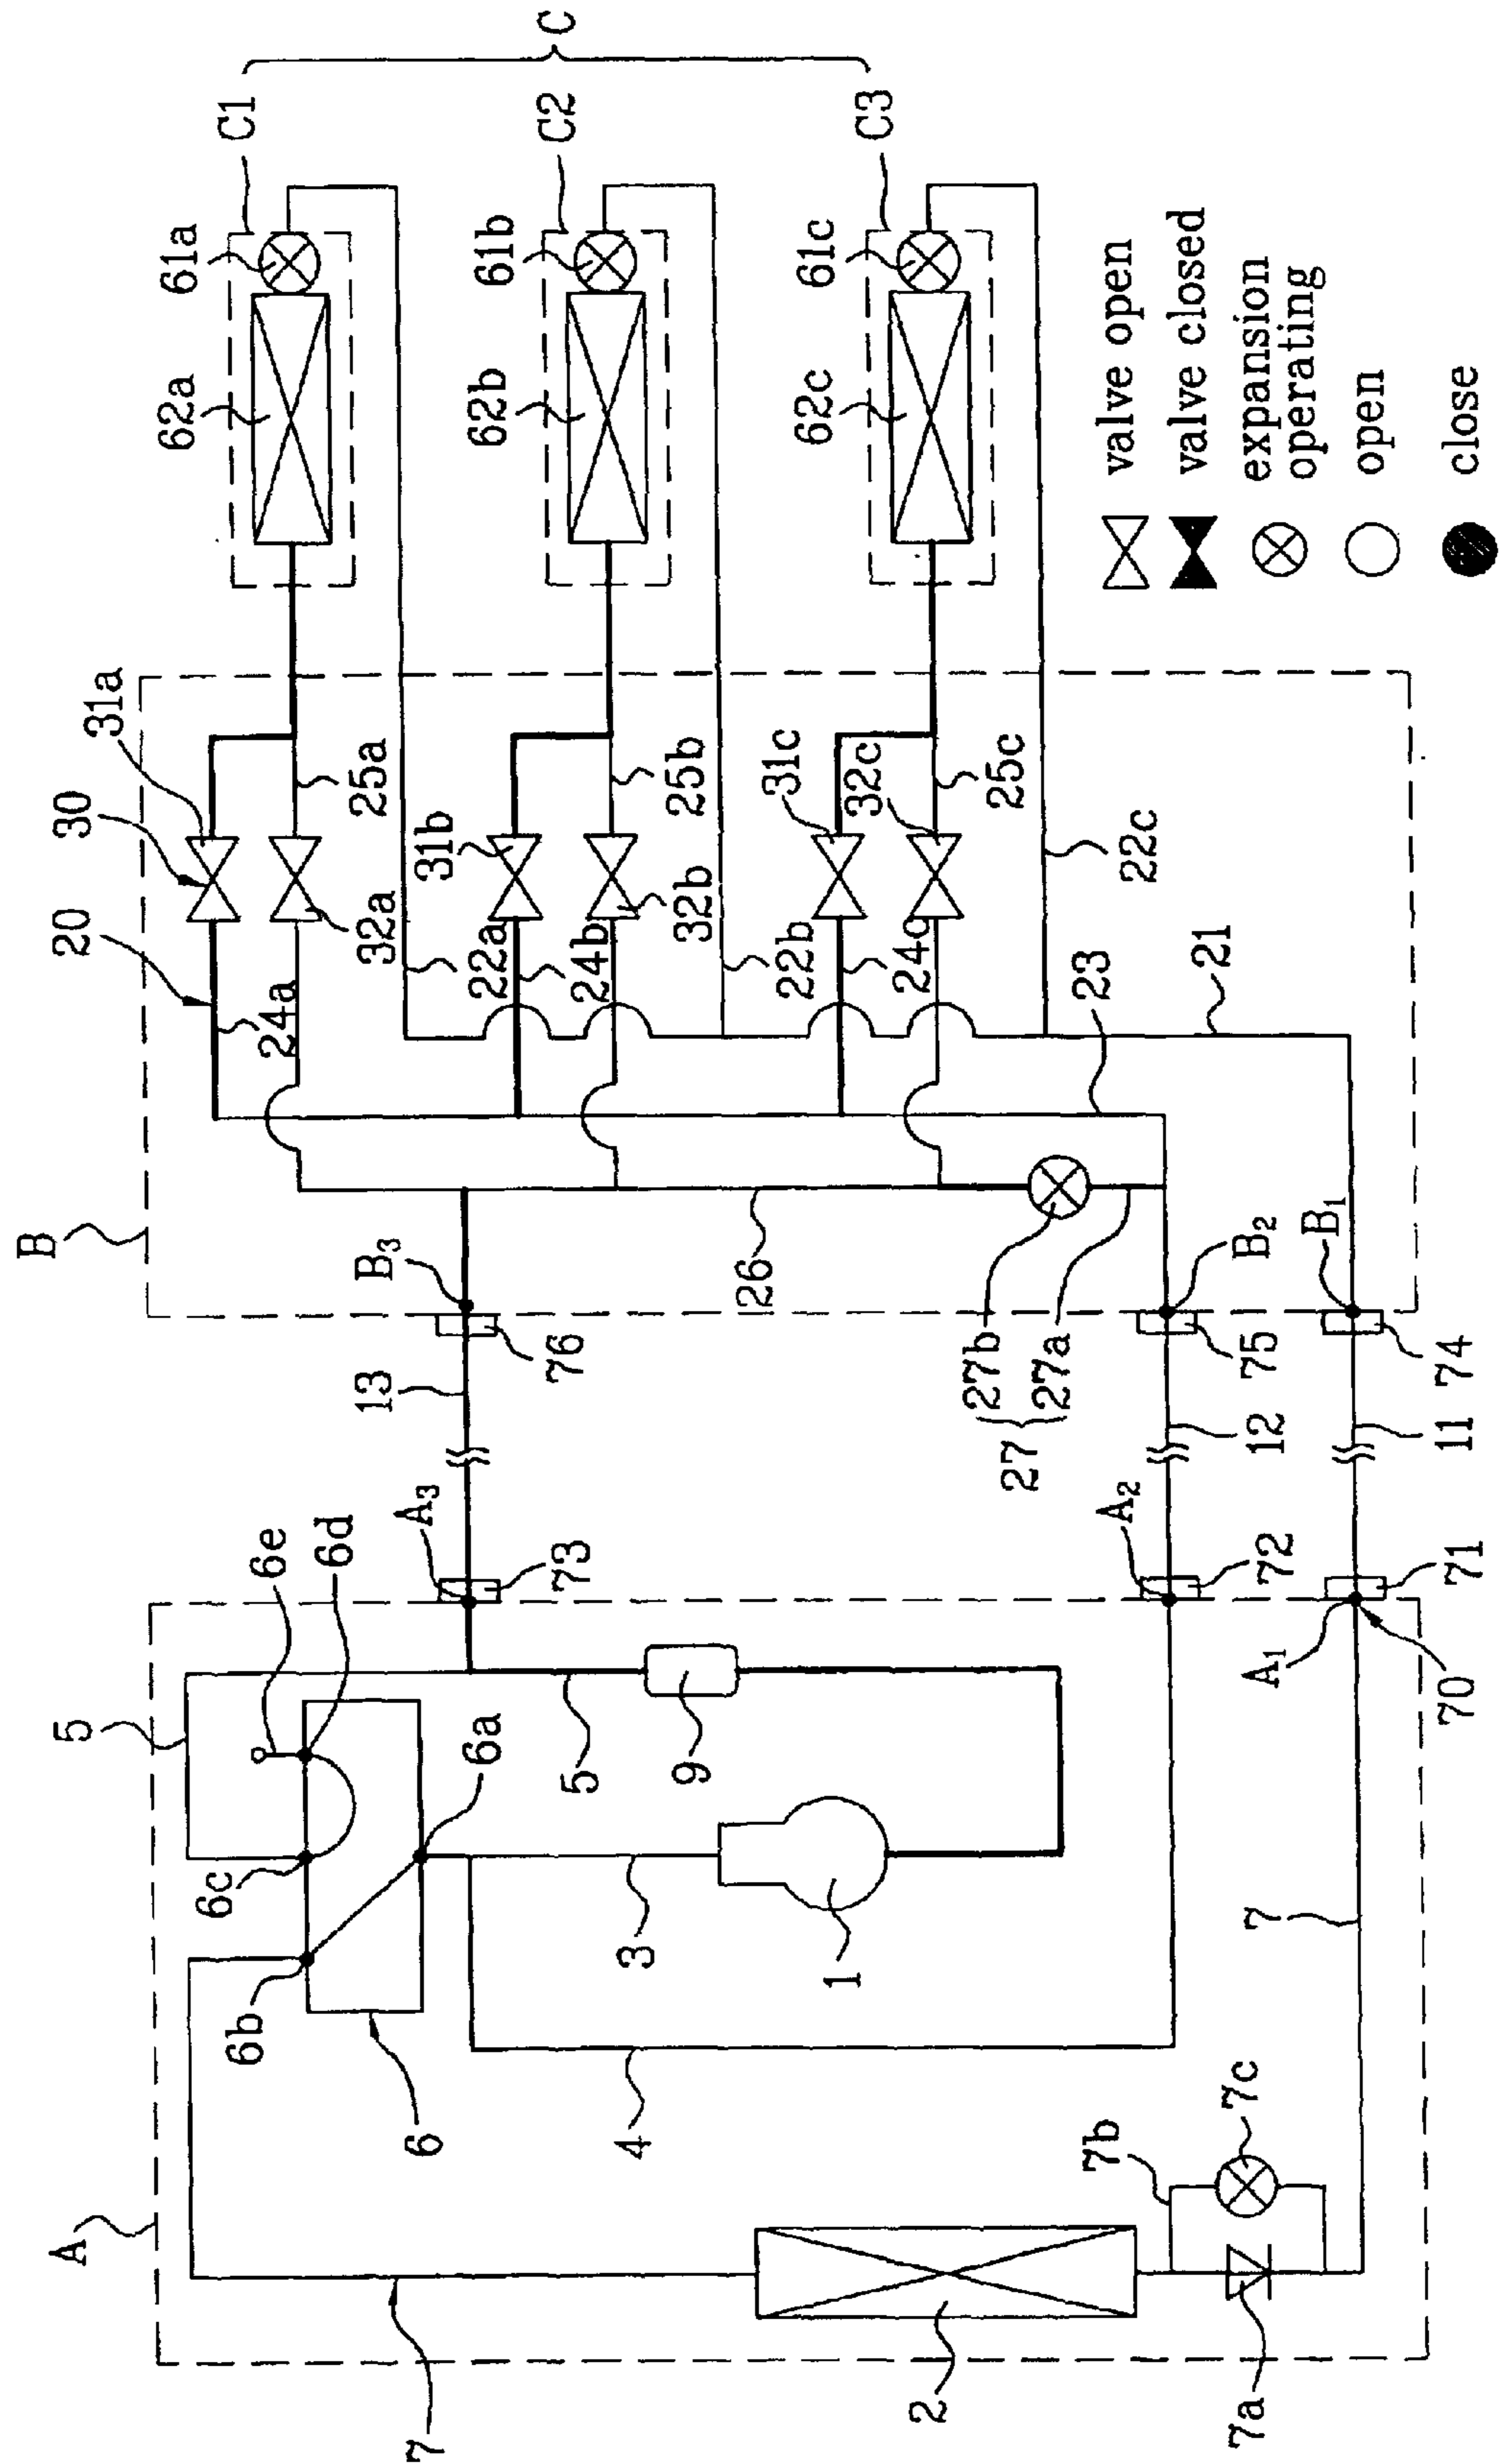 C
C1
C2
C3
61a
61b
61c
62a
62b
62c
valve open
valve closed
expansion
operating
open
close
31a
30
20
25a
32a
24a
31b
25b
32b
22a
24b
31c
32c
25c
22b
24c
22c
23
21
B
B3
B2
B1
26
27b
27a
27
76
75
74
13
12
11
A3
A2
A1
73
72
71
70
6e
6d
5
6c
6a
5
9
6b
3
1
6
4
7
A
7b
7c
2
7a
7